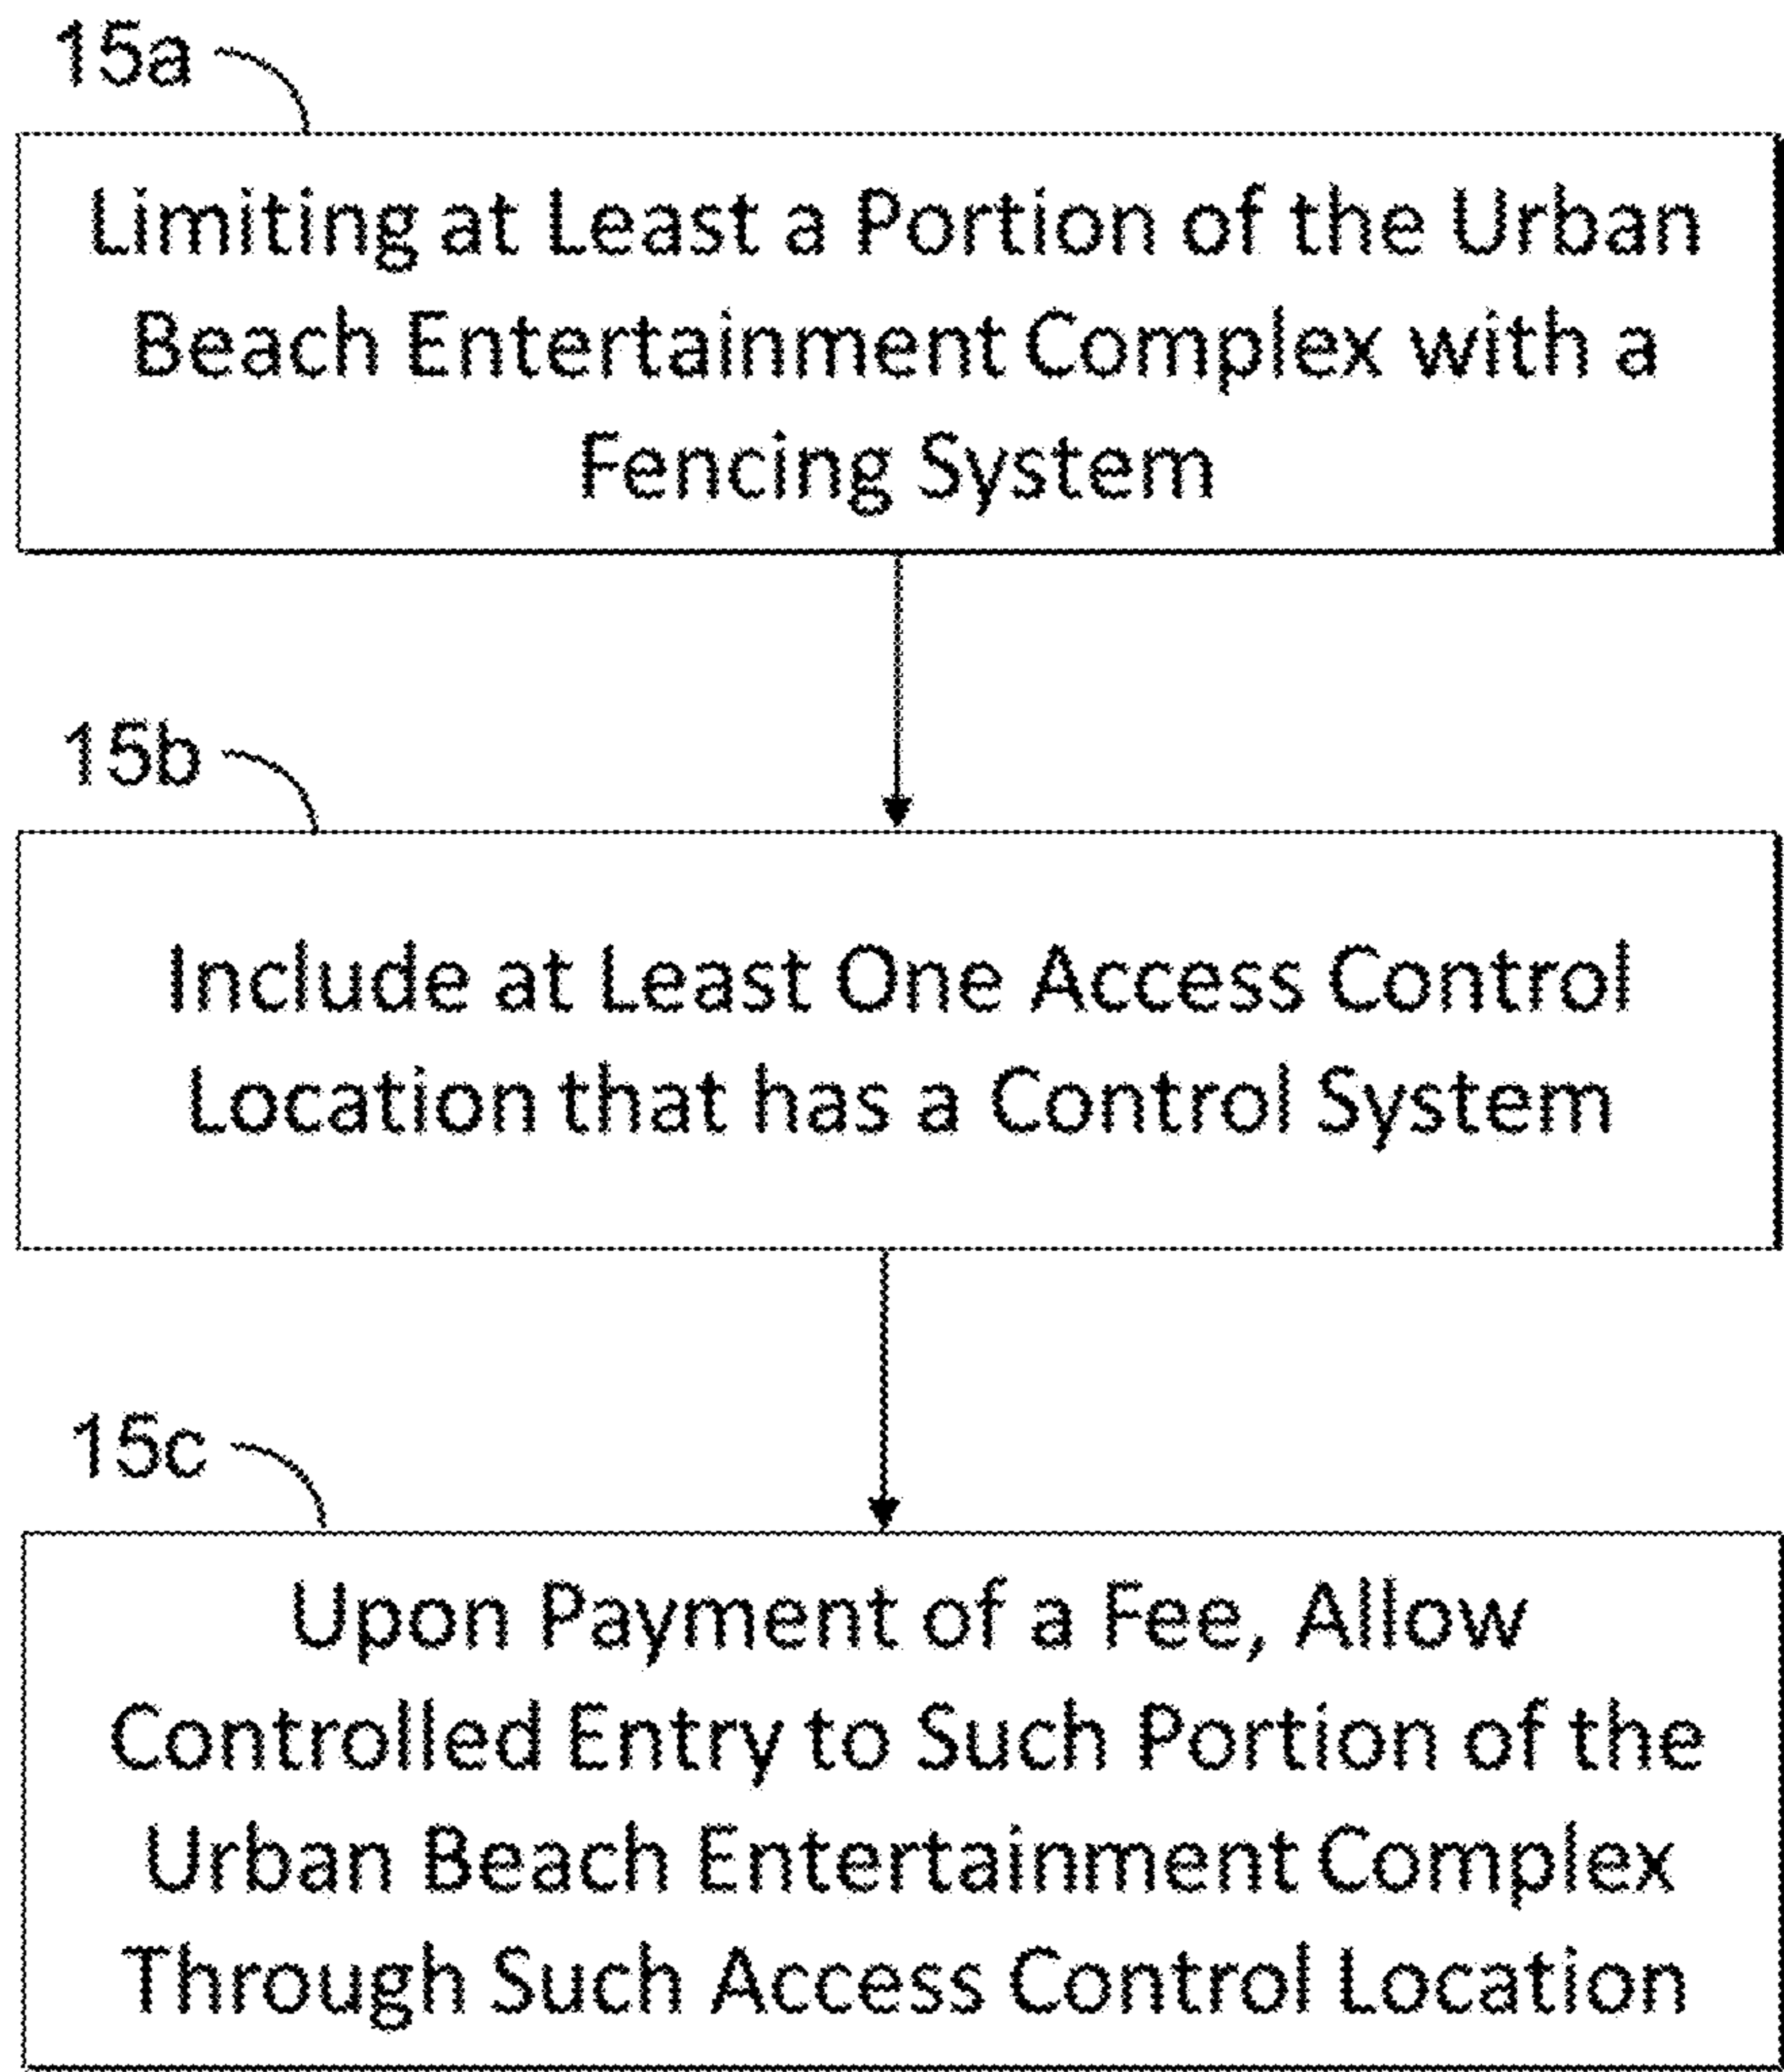 15a
Limiting at Least a Portion of the Urban
Beach Entertainment Complex with a
Fencing System
15b
Include at Least One Access Control
Location that has a Control System
15c
Upon Payment of a Fee, Allow
Controlled Entry to Such Portion of the
Urban Beach Entertainment Complex
Through Such Access Control Location